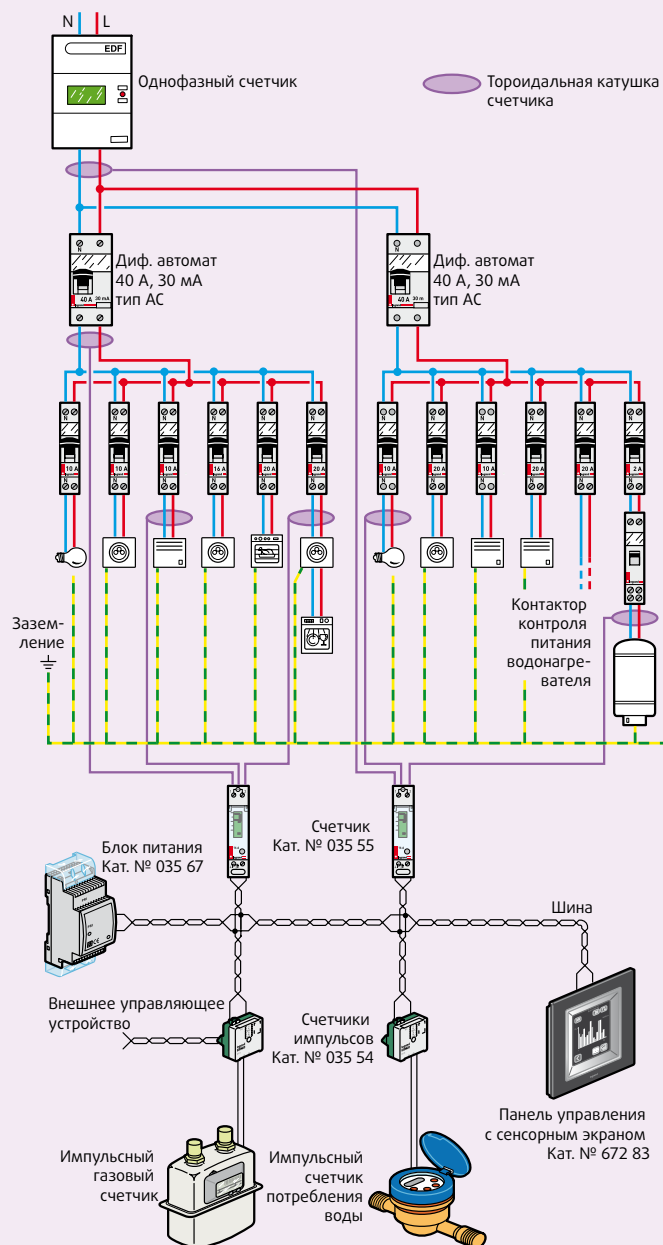 N L
EDF
Однофазный счетчик
Тороидальная катушка
счетчика
N
N
Диф. автомат
40 А, 30 мА
тип АС
Диф. автомат
40 А, 30 мА
тип АС
40 A 30 mA
40 A 30 m
N N N N N N
N N N N N N
10 A 10 A 10 A 16 A 20 A 20 A
10 A 20 A 10 A 20 A 20 A 2 A
Зазем-
ление
Контактор
контроля
питания
водонагре-
вателя
Счетчик
Кат. № 035 55
Блок питания
Кат. № 035 67
Шина
Внешнее управляющее
устройство
Счетчики
импульсов
Кат. № 035 54
Панель управления
с сенсорным экраном
Кат. № 672 83
Импульсный
газовый
счетчик
Импульсный
счетчик
потребления
воды